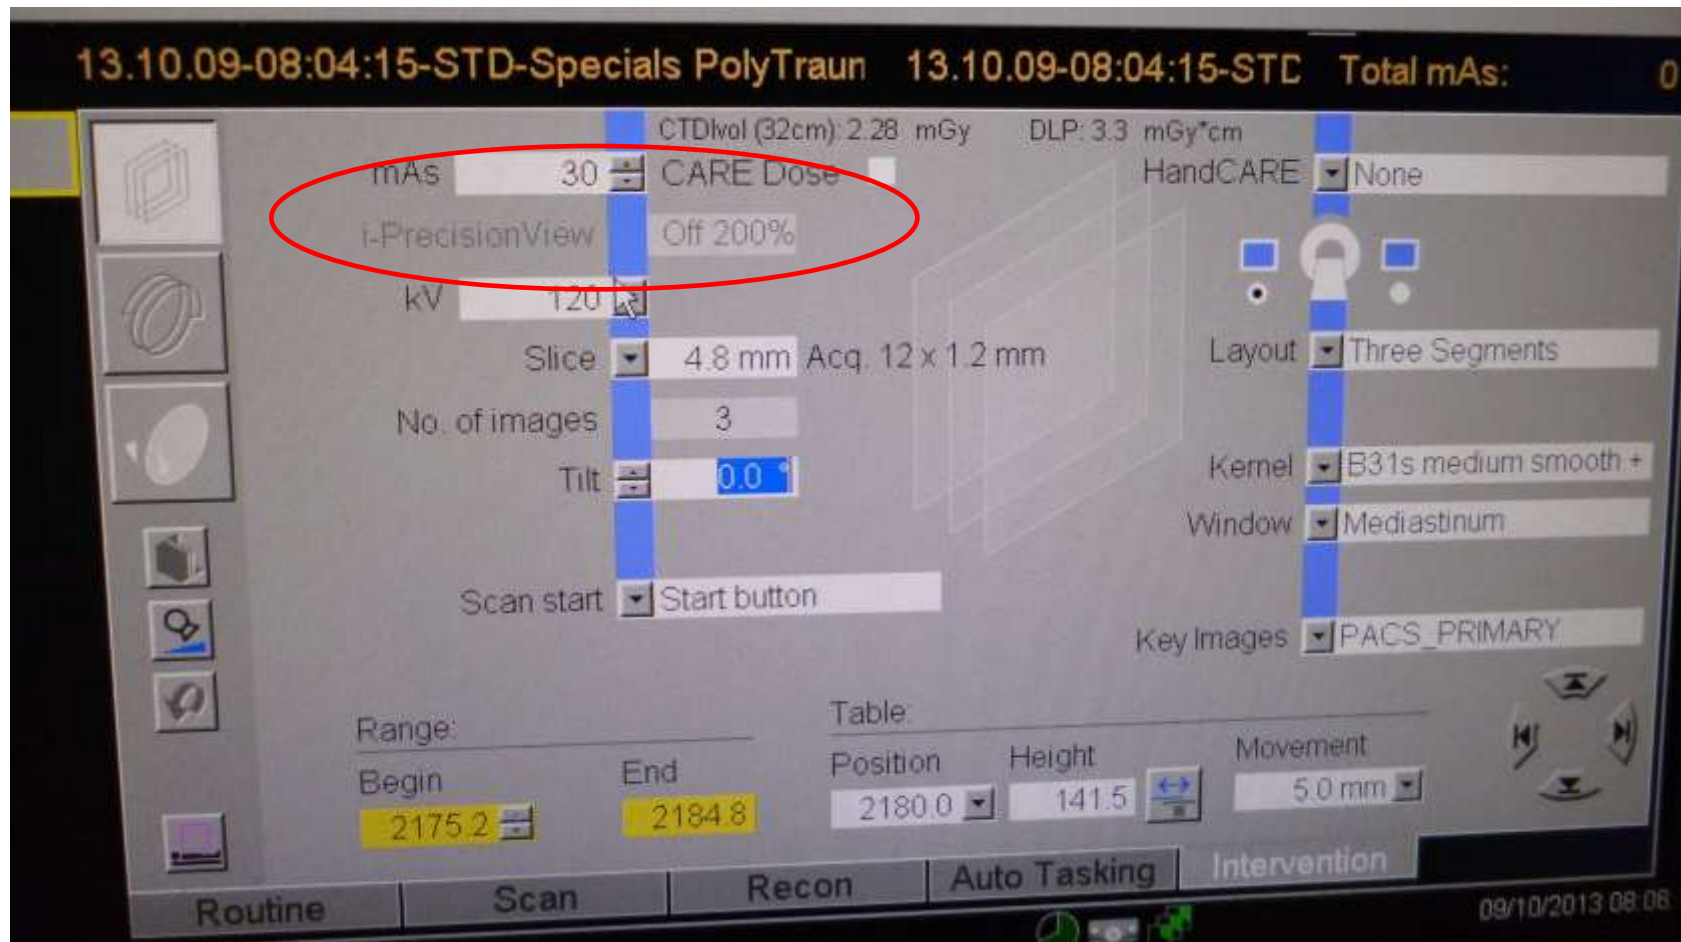 13.10.09-08:04:15-STD-Specials PolyTraun 13.10.09-08:04:15-STD Total mAs: 0
CTDIvol (32cm): 2.28 mGy DLP: 3.3 mGy*cm
mAs 30 CARE Dose HandCARE None
i-PrecisionView Off 200%
kV 120
Slice 4.8 mm Acq. 12 x 1.2 mm Layout Three Segments
No. of images 3
Tilt 0.0 ° Kernel B31s medium smooth +
Window Mediastinum
Scan start Start button
Key Images PACS_PRIMARY
Range: Table:
Begin End Position Height Movement
2175.2 2184.8 2180.0 141.5 5.0 mm
Routine Scan Recon Auto Tasking Intervention
09/10/2013 08:08